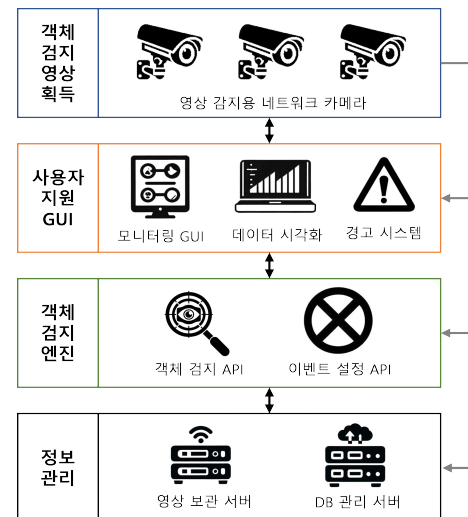 객체
검지
영상
획득
영상 감지용 네트워크 카메라
사용자
지원
GUI
모니터링 GUI
데이터 시각화
경고 시스템
객체
검지
엔진
객체 검지 API
이벤트 설정 API
정보
관리
영상 보관 서버
DB 관리 서버